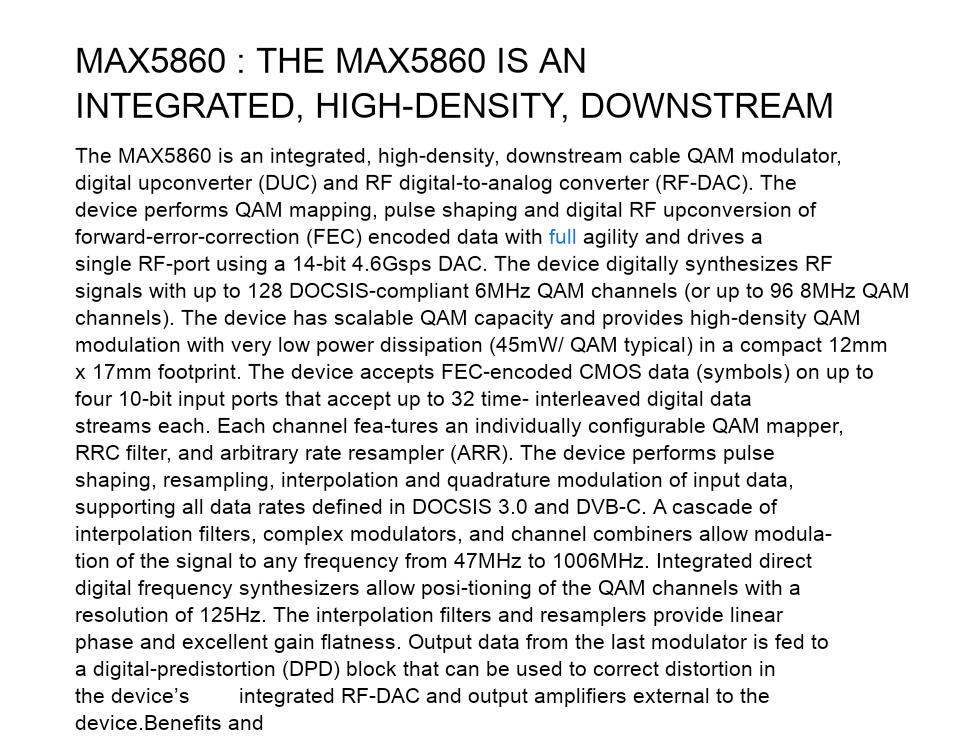 MAX5860 : THE MAX5860 IS AN
INTEGRATED, HIGH-DENSITY, DOWNSTREAM
The MAX5860 is an integrated, high-density, downstream cable QAM modulator,
digital upconverter (DUC) and RF digital-to-analog converter (RF-DAC). The
device performs QAM mapping, pulse shaping and digital RF upconversion of
forward-error-correction (FEC) encoded data with full agility and drives a
single RF-port using a 14-bit 4.6Gsps DAC. The device digitally synthesizes RF
signals with up to 128 DOCSIS-compliant 6MHz QAM channels (or up to 96 8MHz QAM
channels). The device has scalable QAM capacity and provides high-density QAM
modulation with very low power dissipation (45mW/ QAM typical) in a compact 12mm
x 17mm footprint. The device accepts FEC-encoded CMOS data (symbols) on up to
four 10-bit input ports that accept up to 32 time- interleaved digital data
streams each. Each channel fea-tures an individually configurable QAM mapper,
RRC filter, and arbitrary rate resampler (ARR). The device performs pulse
shaping, resampling, interpolation and quadrature modulation of input data,
supporting all data rates defined in DOCSIS 3.0 and DVB-C. A cascade of
interpolation filters, complex modulators, and channel combiners allow modula-
tion of the signal to any frequency from 47MHz to 1006MHz. Integrated direct
digital frequency synthesizers allow posi-tioning of the QAM channels with a
resolution of 125Hz. The interpolation filters and resamplers provide linear
phase and excellent gain flatness. Output data from the last modulator is fed to
a digital-predistortion (DPD) block that can be used to correct distortion in
the device’s integrated RF-DAC and output amplifiers external to the
device.Benefits and